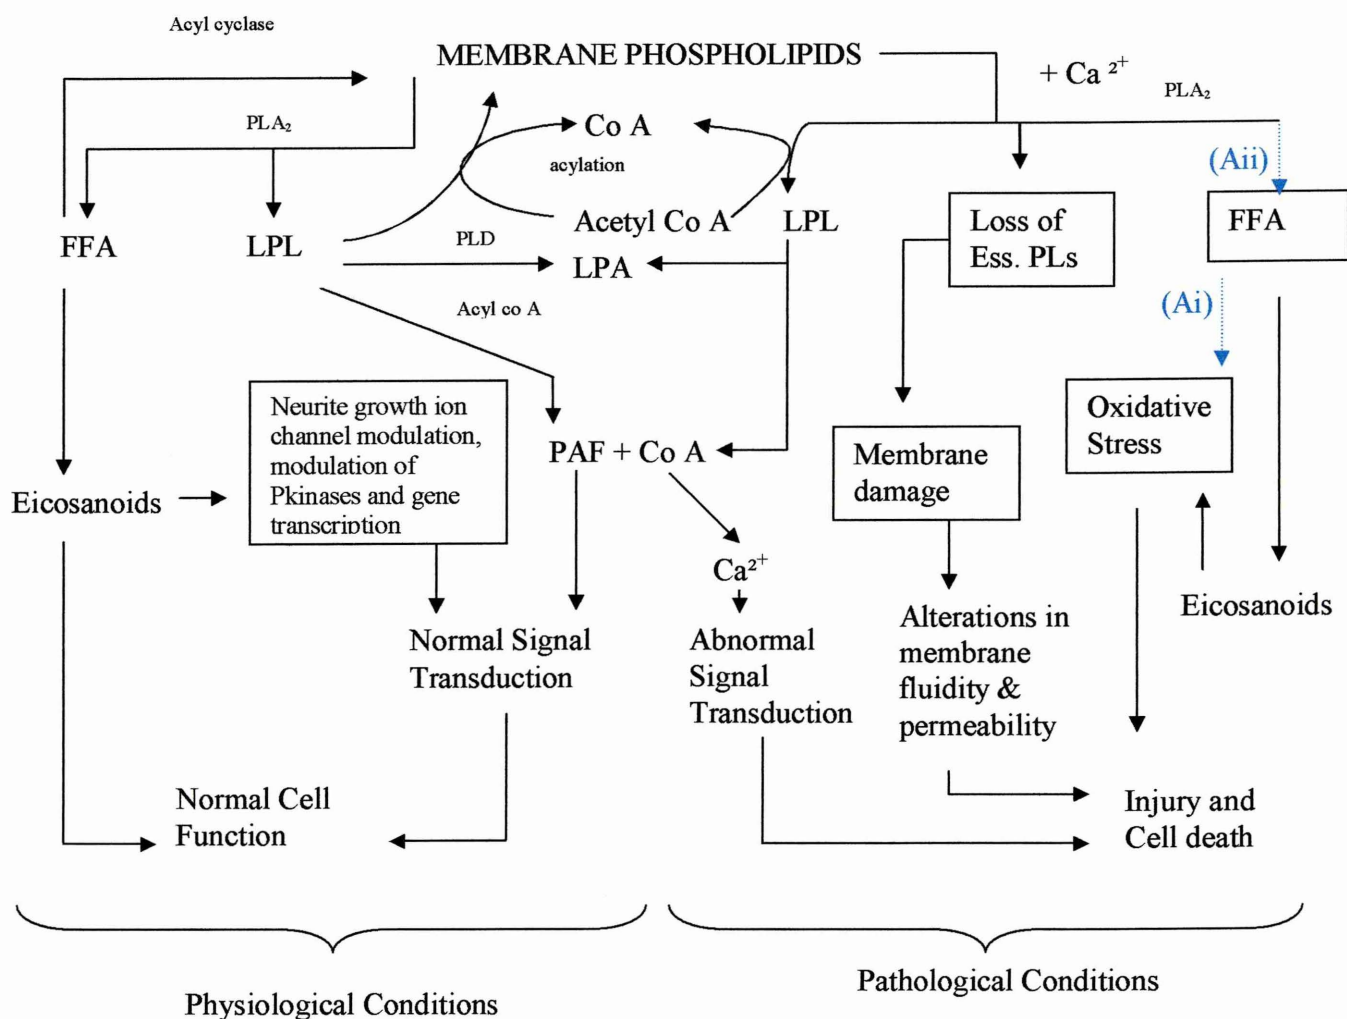 Acyl cyclase
MEMBRANE PHOSPHOLIPIDS
+ Ca ²⁺
PLA₂
PLA₂
Co A
acylation
(Aii)
FFA
LPL
PLD
Acetyl Co A
LPL
LPA
Loss of
Ess. PLs
FFA
Acyl co A
(Ai)
Neurite growth ion
channel modulation,
modulation of
Pkinases and gene
transcription
Oxidative
Stress
Eicosanoids
PAF + Co A
Membrane
damage
Ca²⁺
Eicosanoids
Normal Signal
Transduction
Abnormal
Signal
Transduction
Alterations in
membrane
fluidity &
permeability
Normal Cell
Function
Injury and
Cell death
Physiological Conditions
Pathological Conditions